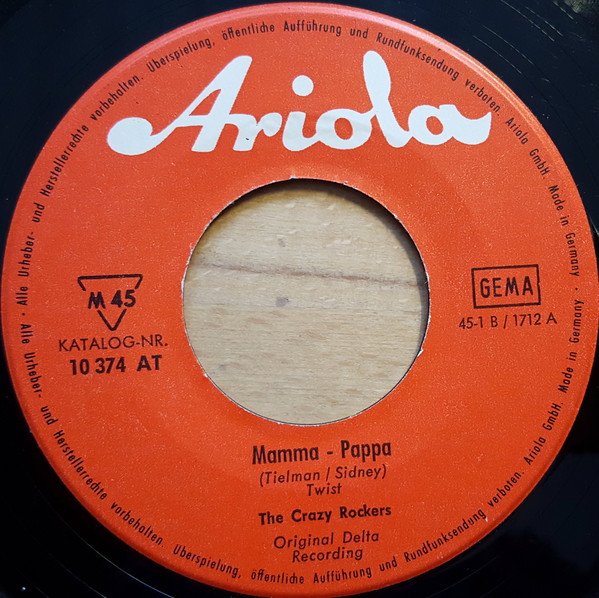 Alle Urheber- und Herstellerrechte vorbehalten. Überspielung, öffentliche Aufführung und Rundfunksendung verboten. Ariola GmbH. Made in Germany ·
Ariola
M 45
KATALOG-NR.
10 374 AT
GEMA
45-1 B / 1712 A
Mamma - Pappa
(Tielman / Sidney)
Twist
The Crazy Rockers
Original Delta
Recording
Alle Urheber- und Herstellerrechte vorbehalten. Überspielung, öffentliche Aufführung und Rundfunksendung verboten. Ariola GmbH. Made in Germany ·